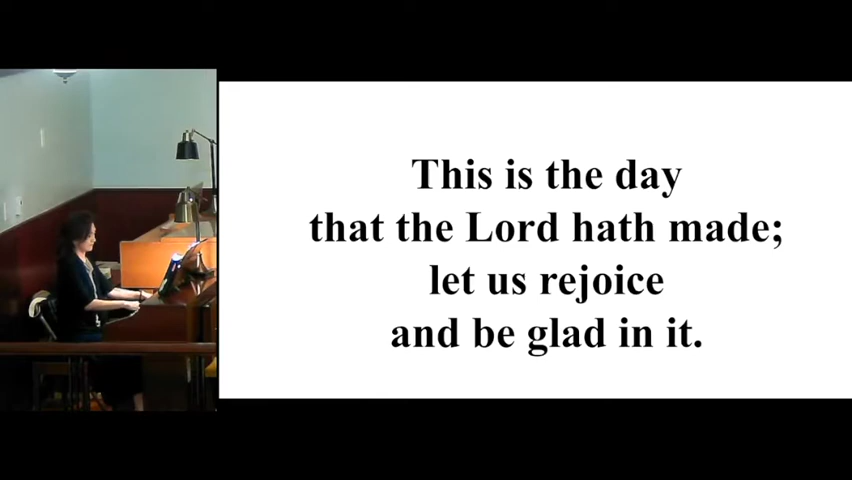 This is the day
that the Lord hath made;
let us rejoice
and be glad in it.